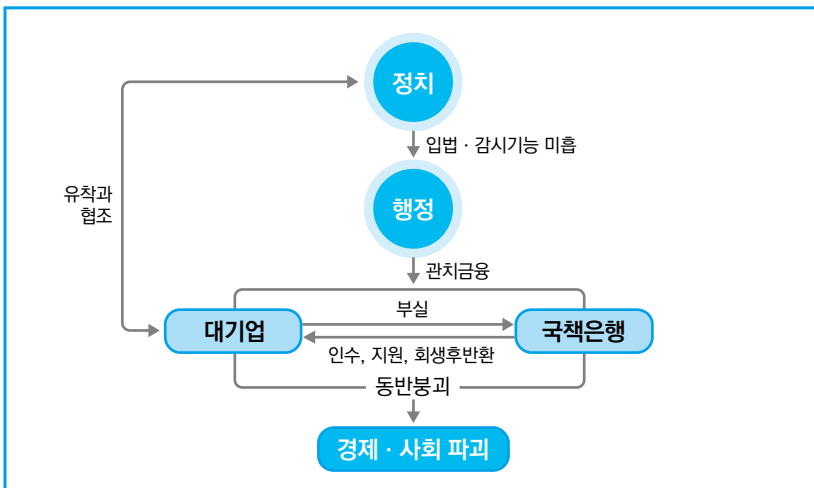 정치
입법 · 감시기능 미흡
유착과
협조
행정
관치금융
부실
대기업
국책은행
인수, 지원, 회생후반환
동반붕괴
경제 · 사회 파괴